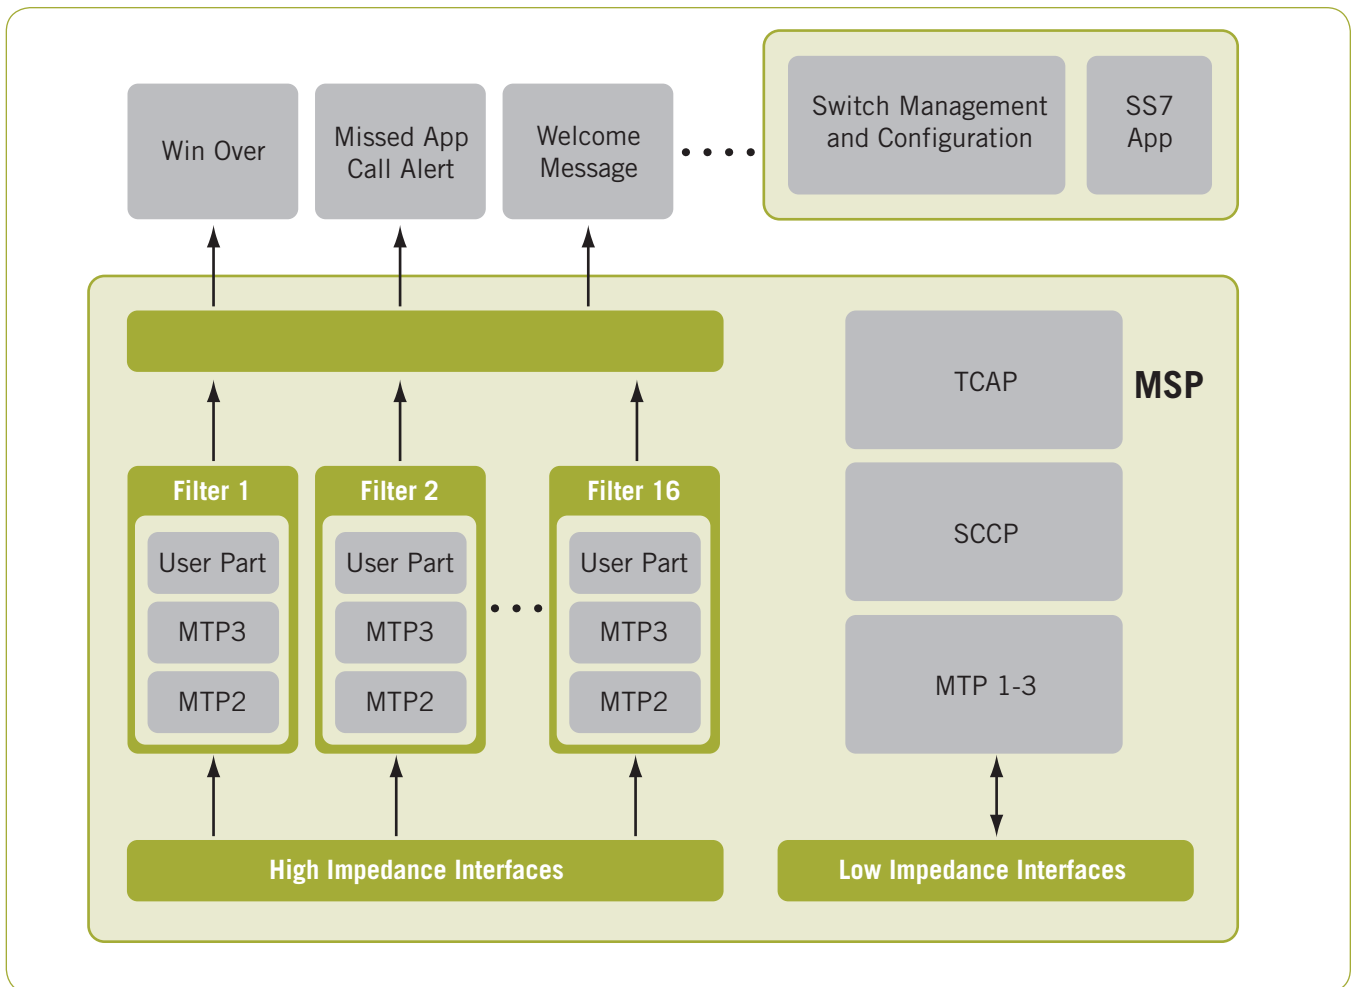 Win Over
Missed App
Call Alert
Welcome
Message
Switch Management
and Configuration
SS7
App
TCAP
MSP
SCCP
MTP 1-3
Filter 1
User Part
MTP3
MTP2
Filter 2
User Part
MTP3
MTP2
Filter 16
User Part
MTP3
MTP2
High Impedance Interfaces
Low Impedance Interfaces